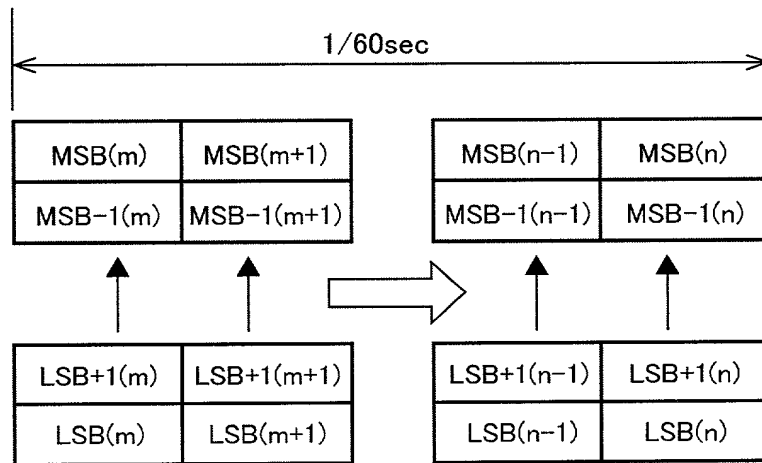 1/60sec
MSB(m) MSB(m+1) MSB(n-1) MSB(n)
MSB-1(m) MSB-1(m+1) MSB-1(n-1) MSB-1(n)
LSB+1(m) LSB+1(m+1) LSB+1(n-1) LSB+1(n)
LSB(m) LSB(m+1) LSB(n-1) LSB(n)